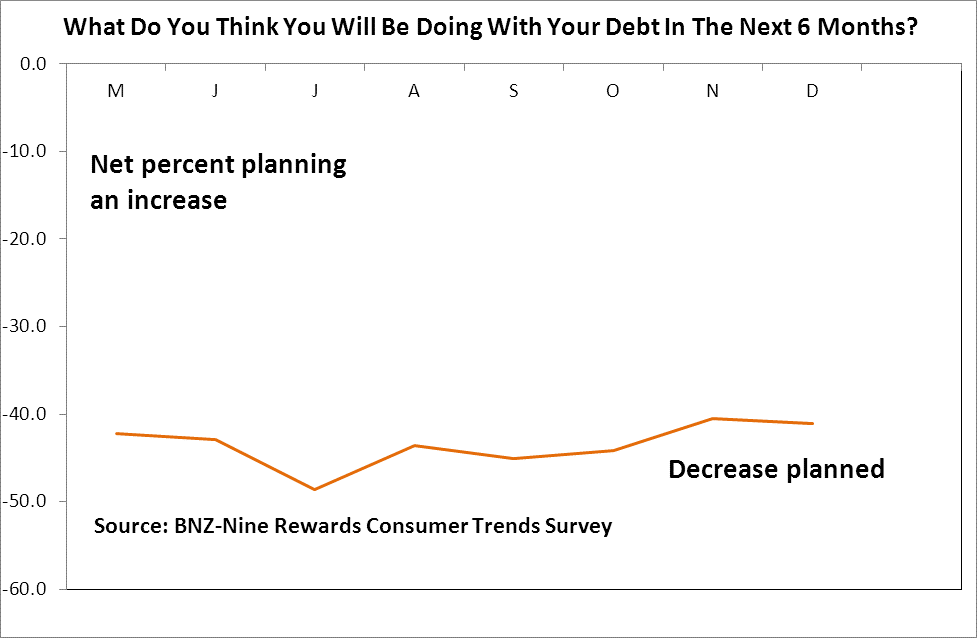 What Do You Think You Will Be Doing With Your Debt In The Next 6 Months?
0.0
M J J A S O N D
-10.0
Net percent planning
an increase
-20.0
-30.0
-40.0
Decrease planned
-50.0
Source: BNZ-Nine Rewards Consumer Trends Survey
-60.0